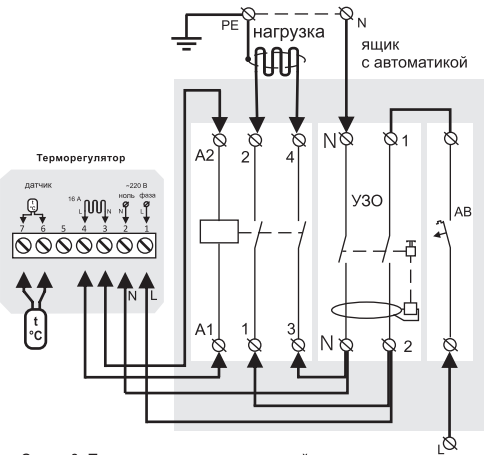 PE
N
нагрузка
ящик
с автоматикой
A2
2
4
N
1
Терморегулятор
датчик
~220 В
16 А
ноль
фаза
°C
L
N
N
L
7
6
5
4
3
2
1
УЗО
АВ
N
L
t
°C
A1
1
3
N
2
L